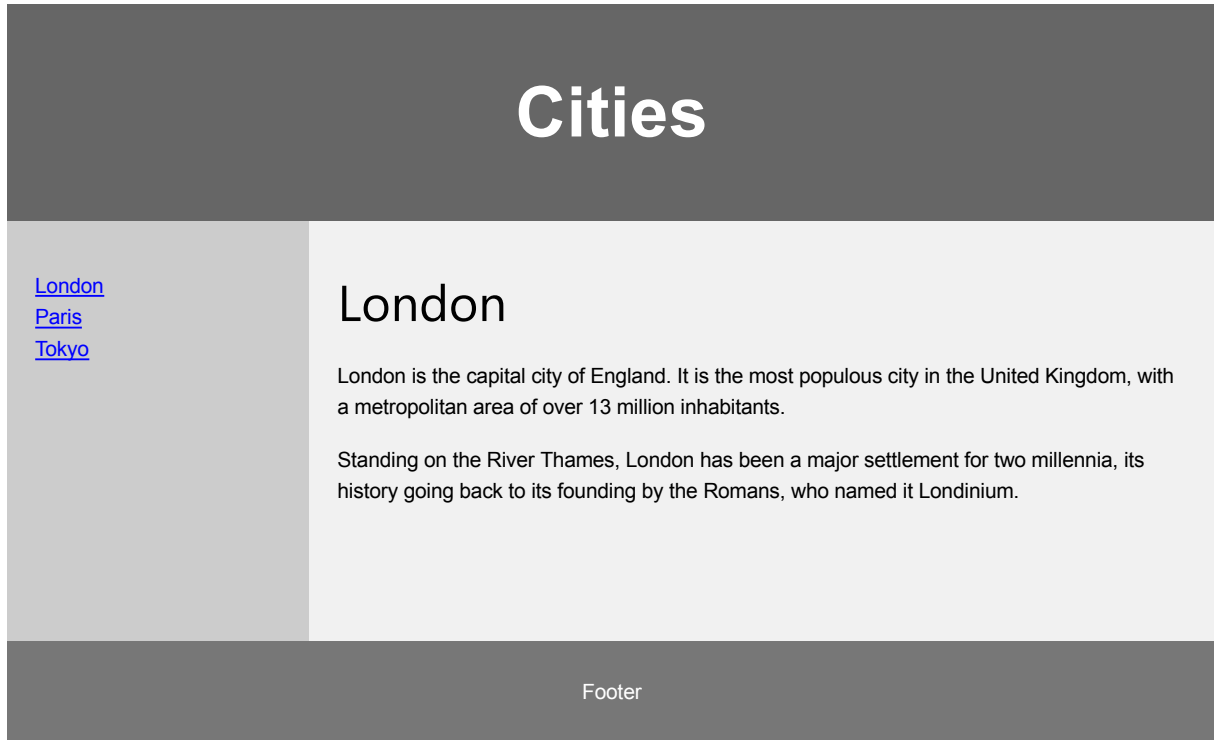 Cities
London
Paris
Tokyo
London
London is the capital city of England. It is the most populous city in the United Kingdom, with
a metropolitan area of over 13 million inhabitants.
Standing on the River Thames, London has been a major settlement for two millennia, its
history going back to its founding by the Romans, who named it Londinium.
Footer